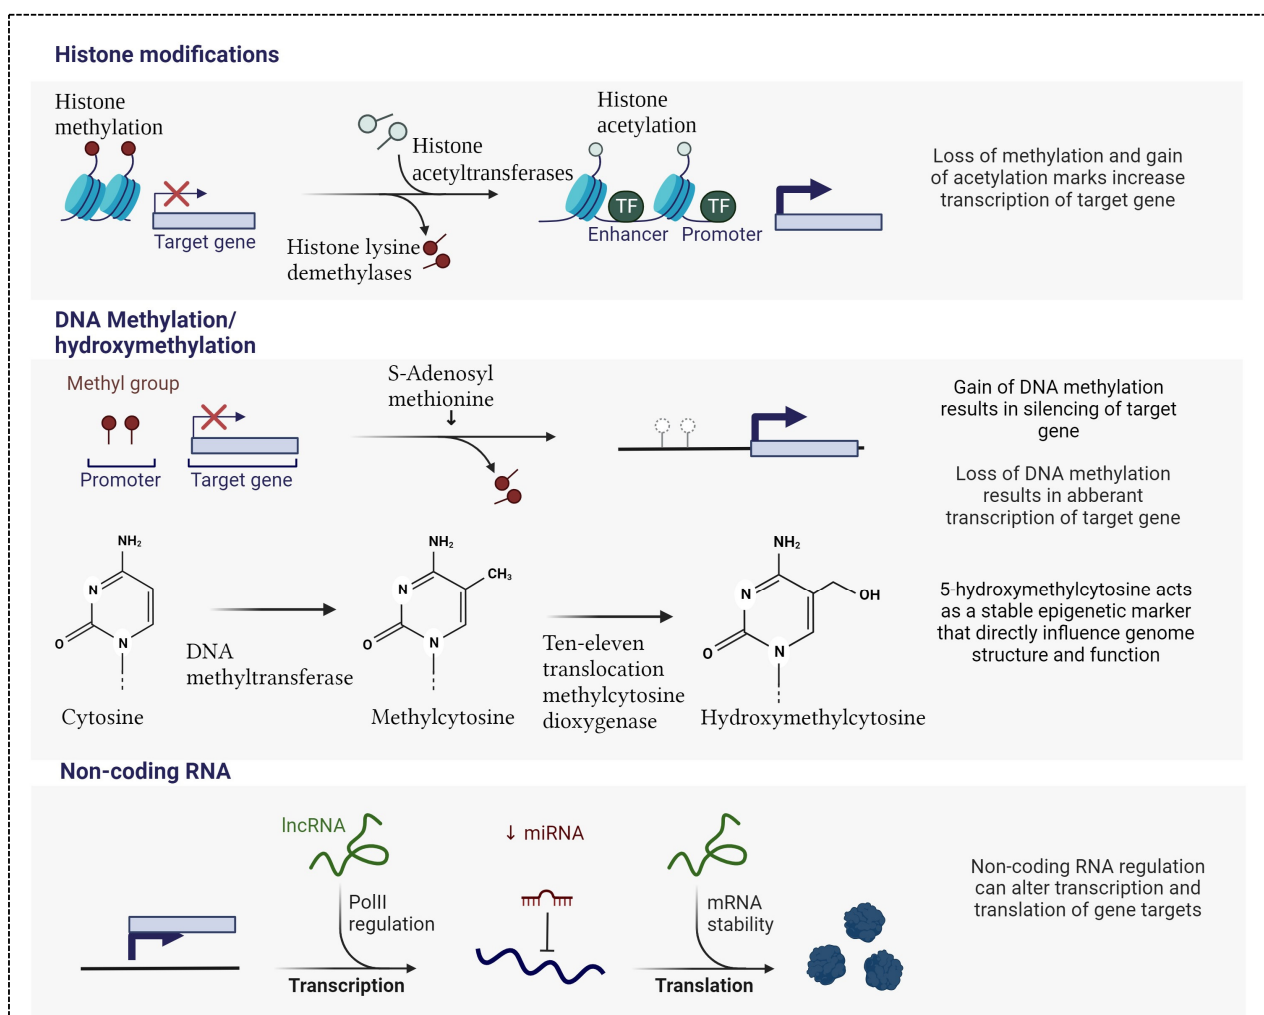 Histone modifications
Histone
methylation
Target gene
Histone
acetyltransferases
Histone lysine
demethylases
Histone
acetylation
TF
TF
Enhancer
Promoter
Loss of methylation and gain
of acetylation marks increase
transcription of target gene
DNA Methylation/
hydroxymethylation
Methyl group
Promoter
Target gene
S-Adenosyl
methionine
↓
Gain of DNA methylation
results in silencing of target
gene
Loss of DNA methylation
results in abberant
transcription of target gene
NH₂
N
O
N
Cytosine
DNA
methyltransferase
NH₂
CH₃
N
O
N
Methylcytosine
Ten-eleven
translocation
methylcytosine
dioxygenase
NH₂
N
OH
O
N
Hydroxymethylcytosine
5-hydroxymethylcytosine acts
as a stable epigenetic marker
that directly influence genome
structure and function
Non-coding RNA
lncRNA
PolII
regulation
Transcription
↓ miRNA
mRNA
stability
Translation
Non-coding RNA regulation
can alter transcription and
translation of gene targets